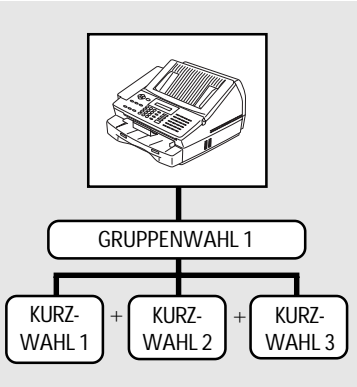 GRUPPENWAHL 1
KURZ-
WAHL 1
+
KURZ-
WAHL 2
+
KURZ-
WAHL 3